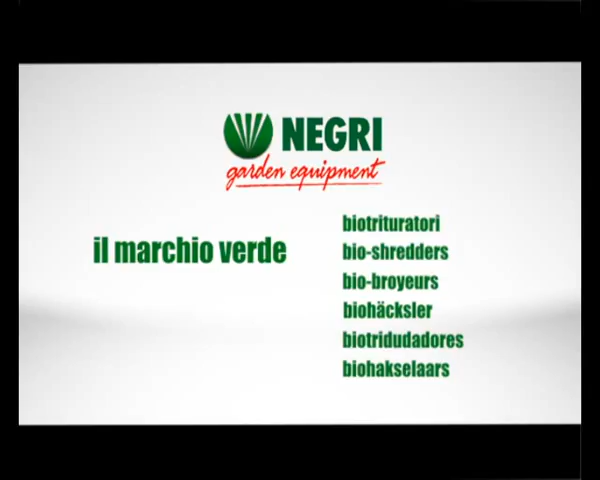 NEGRI
garden equipment
il marchio verde
biotrituratori
bio-shredders
bio-broyeurs
biohäcksler
biotridudadores
biohakselaars